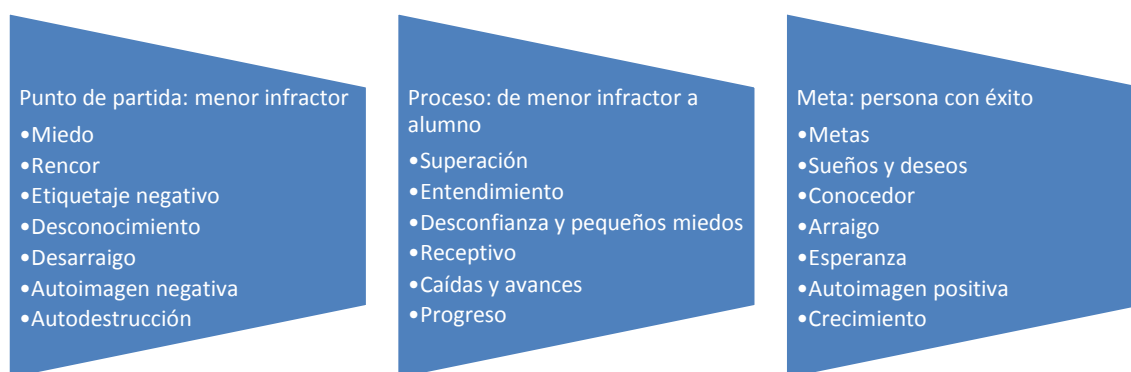 Punto de partida: menor infractor
•Miedo
•Rencor
•Etiquetaje negativo
•Desconocimiento
•Desarraigo
•Autoimagen negativa
•Autodestrucción
Proceso: de menor infractor a
alumno
•Superación
•Entendimiento
•Desconfianza y pequeños miedos
•Receptivo
•Caídas y avances
•Progreso
Meta: persona con éxito
•Metas
•Sueños y deseos
•Conocedor
•Arraigo
•Esperanza
•Autoimagen positiva
•Crecimiento